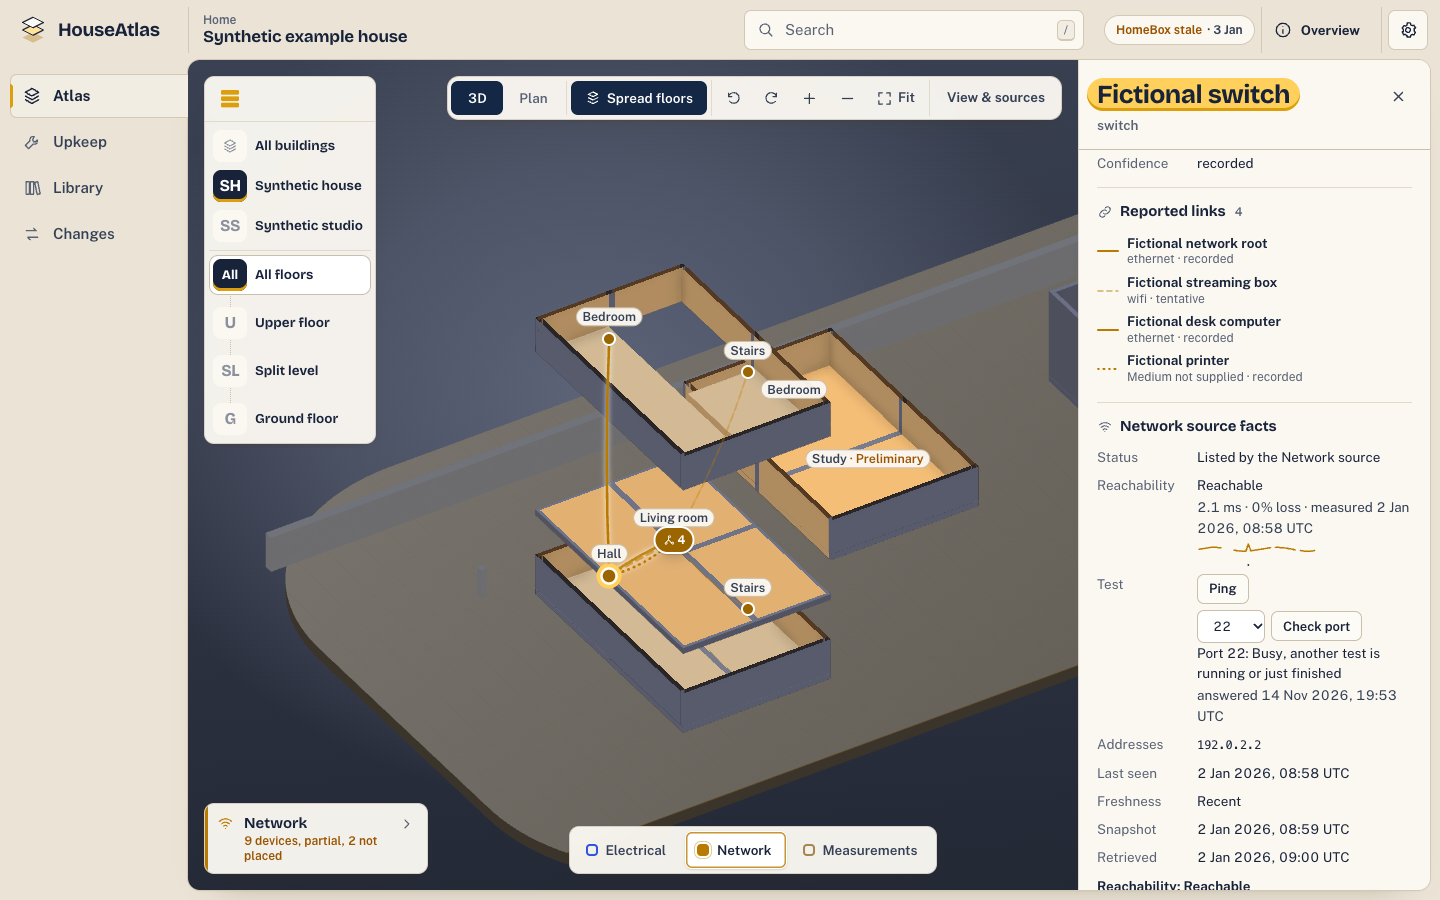 HouseAtlas
Home
Synthetic example house
Search
/
HomeBox stale · 3 Jan
Overview
Atlas
Upkeep
Library
Changes
All buildings
SH
Synthetic house
SS
Synthetic studio
All
All floors
U
Upper floor
SL
Split level
G
Ground floor
3D
Plan
Spread floors
Fit
View & sources
Bedroom
Stairs
Bedroom
Study · Preliminary
Living room
4
Hall
Stairs
Network
9 devices, partial, 2 not
placed
Electrical
Network
Measurements
Fictional switch
switch
Confidence
recorded
Reported links 4
Fictional network root
ethernet · recorded
Fictional streaming box
wifi · tentative
Fictional desk computer
ethernet · recorded
Fictional printer
Medium not supplied · recorded
Network source facts
Status
Listed by the Network source
Reachability
Reachable
2.1 ms · 0% loss · measured 2 Jan
2026, 08:58 UTC
Test
Ping
22
Check port
Port 22: Busy, another test is
running or just finished
answered 14 Nov 2026, 19:53
UTC
Addresses
192.0.2.2
Last seen
2 Jan 2026, 08:58 UTC
Freshness
Recent
Snapshot
2 Jan 2026, 08:59 UTC
Retrieved
2 Jan 2026, 09:00 UTC
Reachability: Reachable